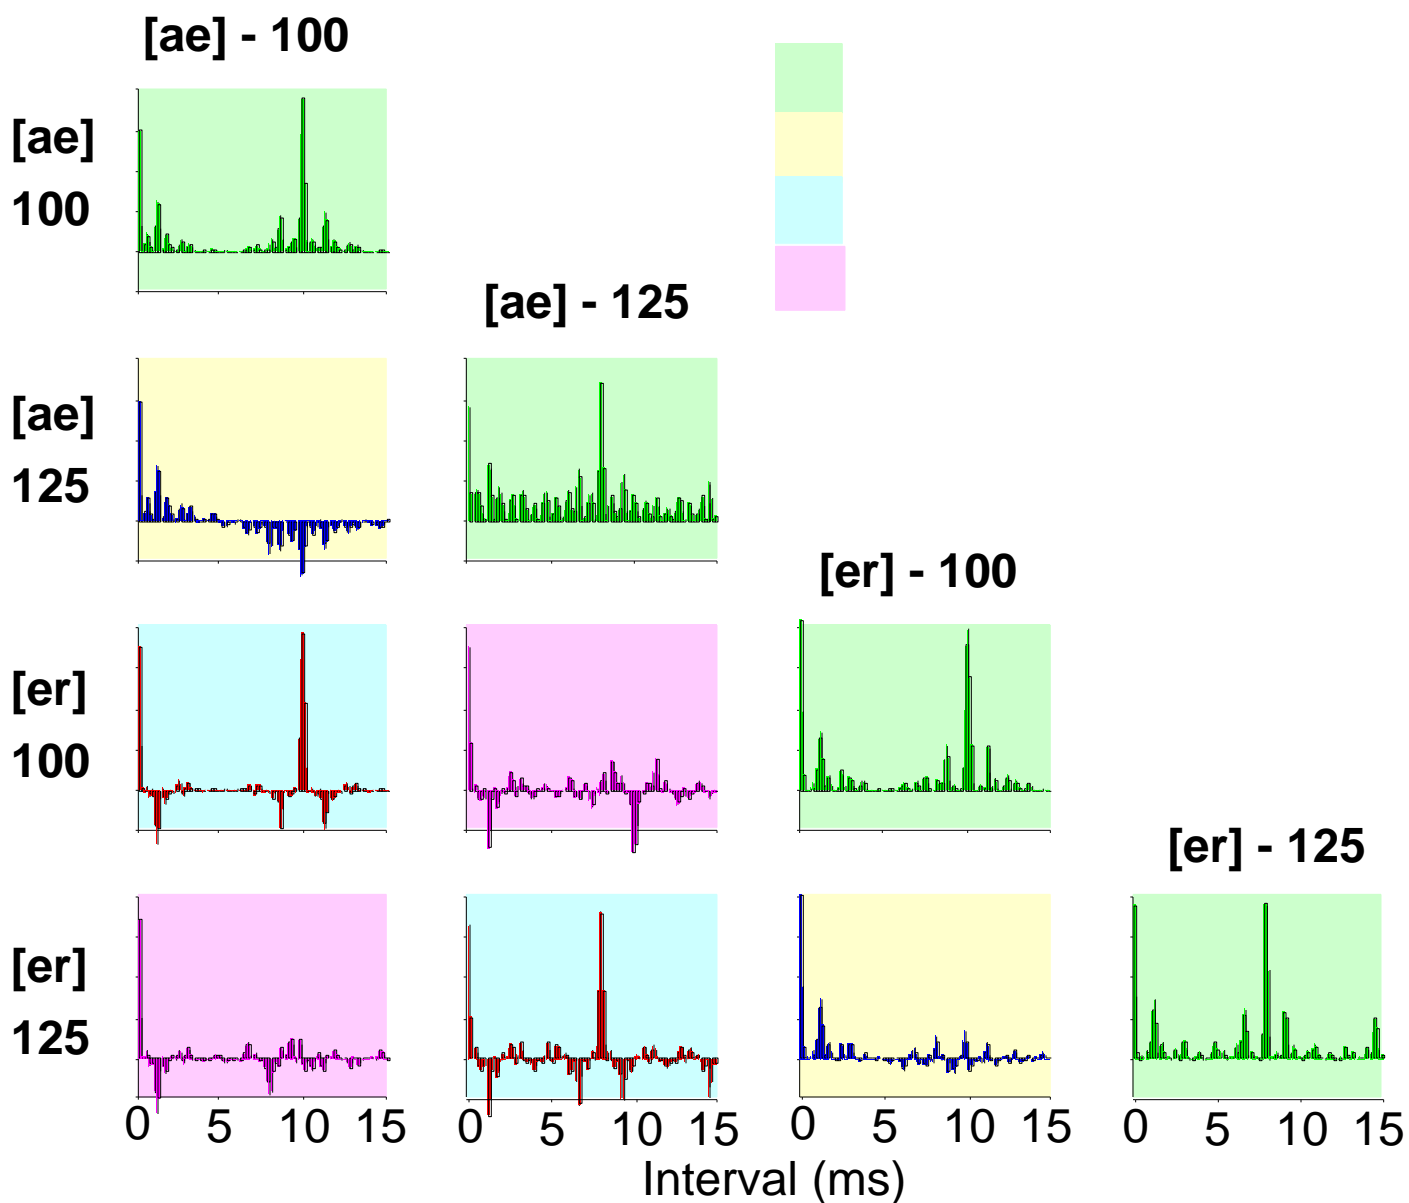 [ae] - 100
[ae]
100
[ae] - 125
[ae]
125
[er] - 100
[er]
100
[er] - 125
[er]
125
0 5 10 15 0 5 10 15 0 5 10 15 0 5 10 15
Interval (ms)